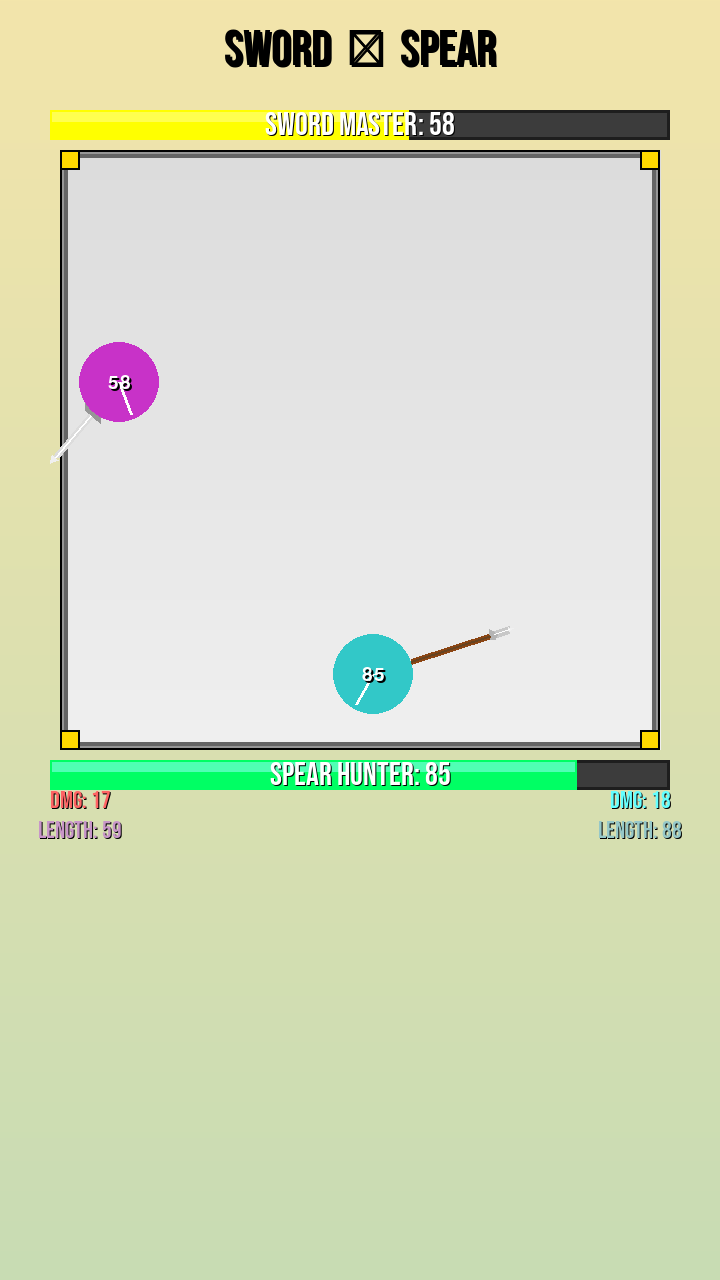 SWORD SPEAR
SWORD MASTER: 58
58
85
SPEAR HUNTER: 85
DMG: 17 DMG: 18
LENGTH: 59 LENGTH: 88